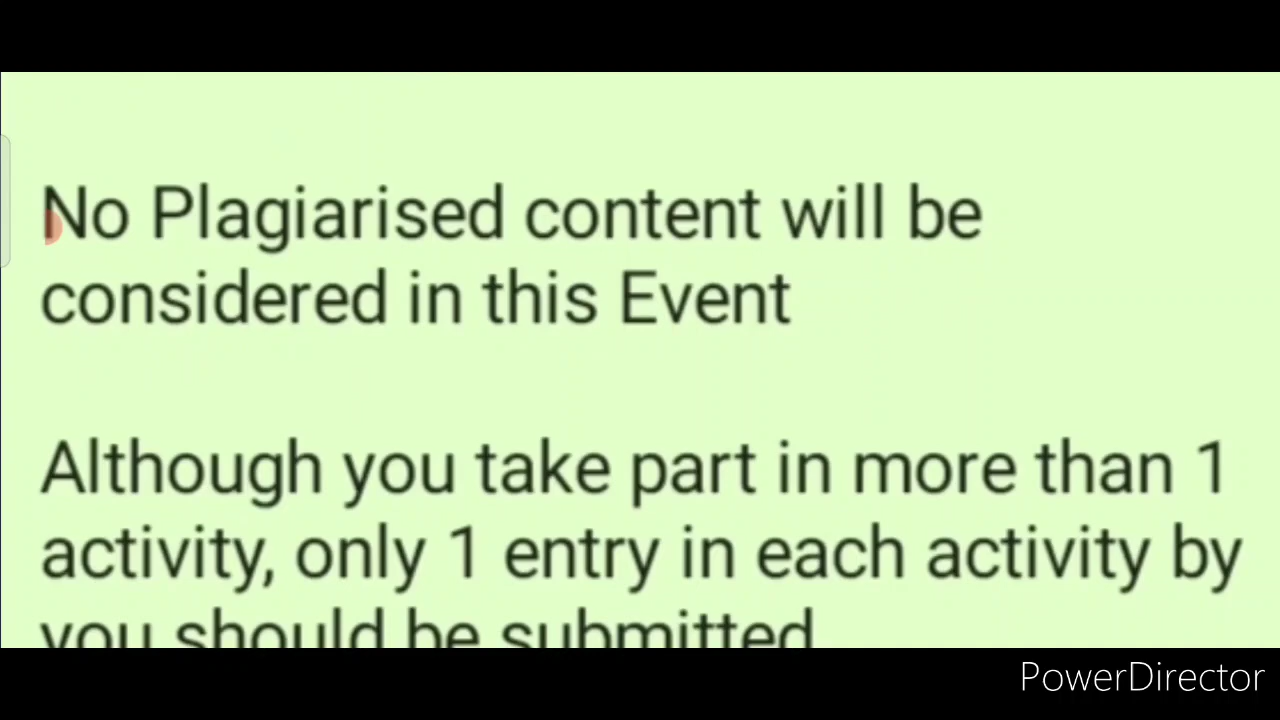 No Plagiarised content will be
considered in this Event
Although you take part in more than 1
activity, only 1 entry in each activity by
you should be submitted
PowerDirector